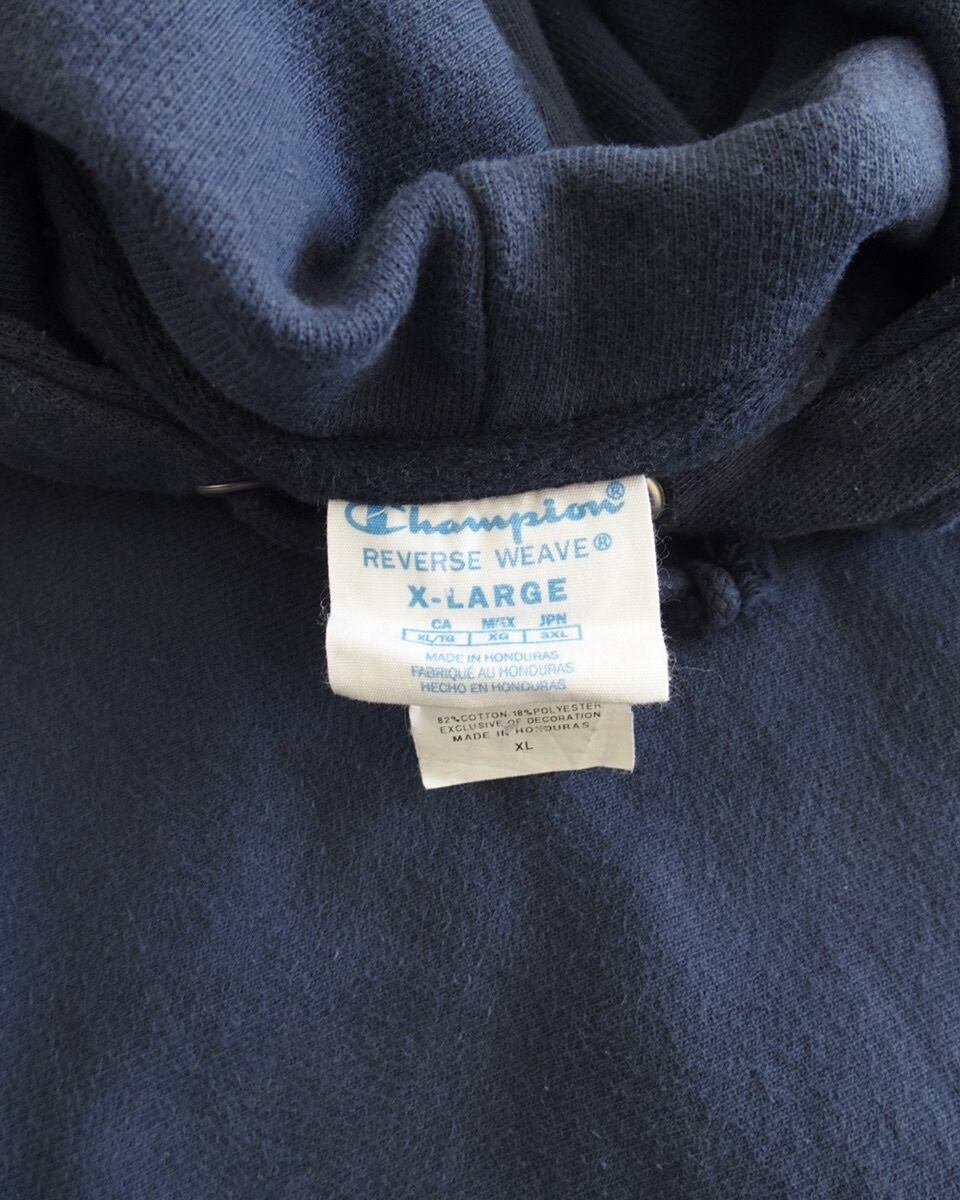 Champion®
REVERSE WEAVE®
X-LARGE
CA MEX JPN
XL/TG XG 3XL
MADE IN HONDURAS
FABRIQUÉ AU HONDURAS
HECHO EN HONDURAS
82%COTTON 18%POLYESTER
EXCLUSIVE OF DECORATION
MADE IN HONDURAS
XL